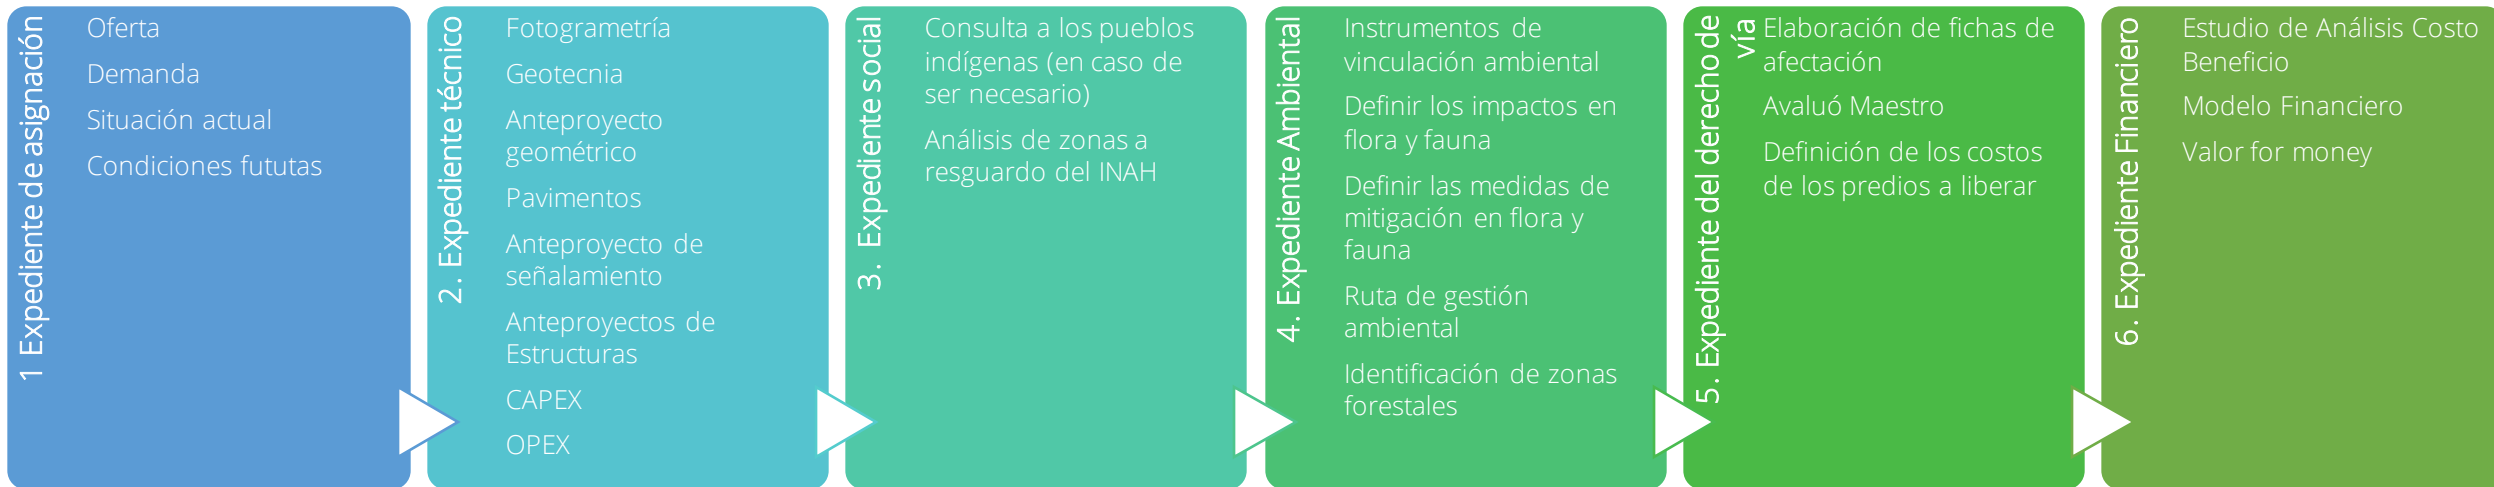 1 Expediente de asignación
Oferta
Demanda
Situación actual
Condiciones fututas
2. Expediente técnico
Fotogrametría
Geotecnia
Anteproyecto
geométrico
Pavimentos
Anteproyecto de
señalamiento
Anteproyectos de
Estructuras
CAPEX
OPEX
3. Expediente social
Consulta a los pueblos
indígenas (en caso de
ser necesario)
Análisis de zonas a
resguardo del INAH
4. Expediente Ambiental
Instrumentos de
vinculación ambiental
Definir los impactos en
flora y fauna
Definir las medidas de
mitigación en flora y
fauna
Ruta de gestión
ambiental
Identificación de zonas
forestales
5. Expediente del derecho de
vía
Elaboración de fichas de
afectación
Avaluó Maestro
Definición de los costos
de los predios a liberar
6. Expediente Financiero
Estudio de Análisis Costo
Beneficio
Modelo Financiero
Valor for money